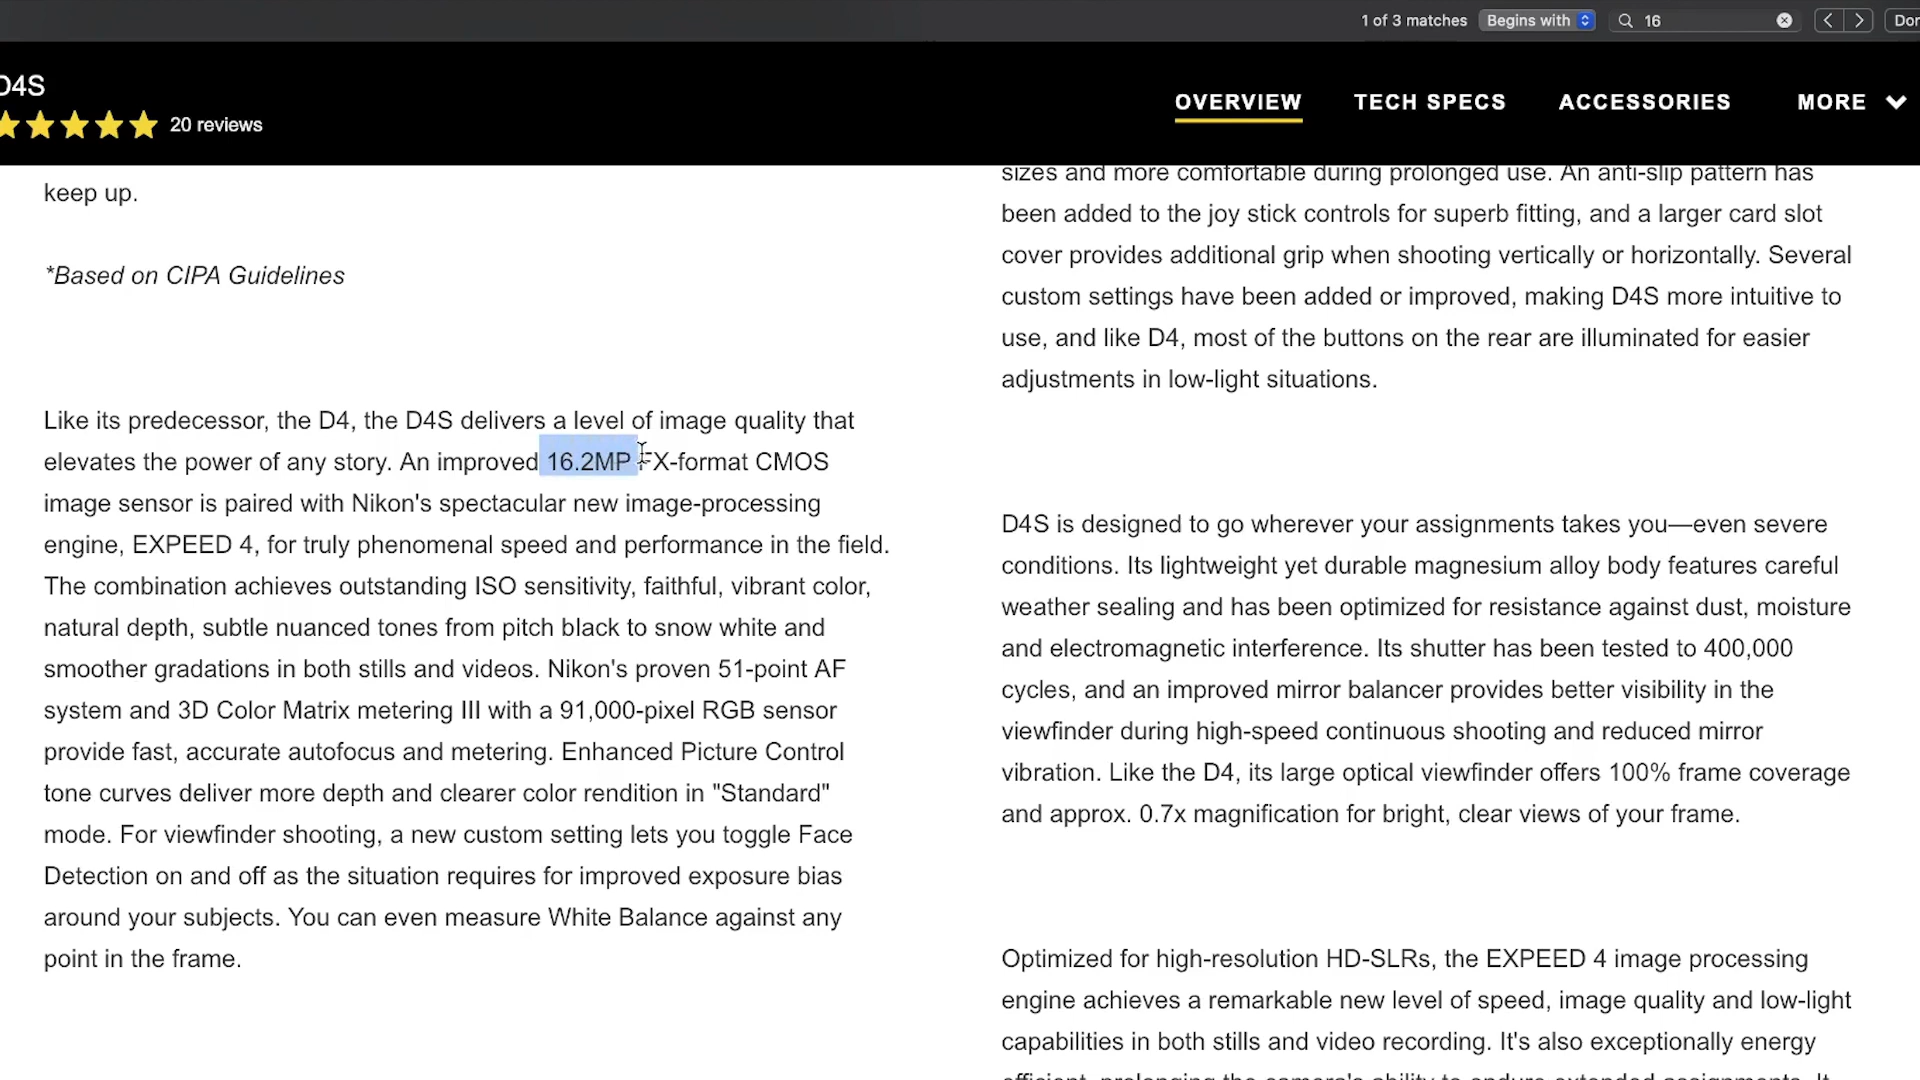 1 of 3 matches Begins with 16
D4S
20 reviews
OVERVIEW TECH SPECS ACCESSORIES MORE
keep up.
*Based on CIPA Guidelines
Like its predecessor, the D4, the D4S delivers a level of image quality that
elevates the power of any story. An improved 16.2MP FX-format CMOS
image sensor is paired with Nikon's spectacular new image-processing
engine, EXPEED 4, for truly phenomenal speed and performance in the field.
The combination achieves outstanding ISO sensitivity, faithful, vibrant color,
natural depth, subtle nuanced tones from pitch black to snow white and
smoother gradations in both stills and videos. Nikon's proven 51-point AF
system and 3D Color Matrix metering III with a 91,000-pixel RGB sensor
provide fast, accurate autofocus and metering. Enhanced Picture Control
tone curves deliver more depth and clearer color rendition in "Standard"
mode. For viewfinder shooting, a new custom setting lets you toggle Face
Detection on and off as the situation requires for improved exposure bias
around your subjects. You can even measure White Balance against any
point in the frame.
sizes and more comfortable during prolonged use. An anti-slip pattern has
been added to the joy stick controls for superb fitting, and a larger card slot
cover provides additional grip when shooting vertically or horizontally. Several
custom settings have been added or improved, making D4S more intuitive to
use, and like D4, most of the buttons on the rear are illuminated for easier
adjustments in low-light situations.
D4S is designed to go wherever your assignments takes you—even severe
conditions. Its lightweight yet durable magnesium alloy body features careful
weather sealing and has been optimized for resistance against dust, moisture
and electromagnetic interference. Its shutter has been tested to 400,000
cycles, and an improved mirror balancer provides better visibility in the
viewfinder during high-speed continuous shooting and reduced mirror
vibration. Like the D4, its large optical viewfinder offers 100% frame coverage
and approx. 0.7x magnification for bright, clear views of your frame.
Optimized for high-resolution HD-SLRs, the EXPEED 4 image processing
engine achieves a remarkable new level of speed, image quality and low-light
capabilities in both stills and video recording. It's also exceptionally energy
efficient, prolonging the camera's ability to endure extended assignments. It